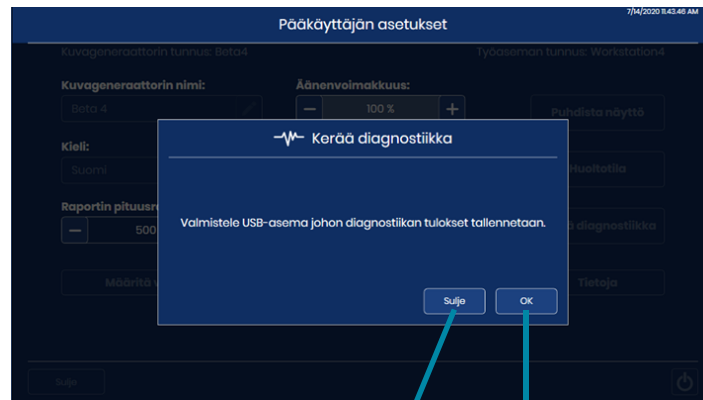 7/14/2020 11.43.46 AM
Pääkäyttäjän asetukset
Kuvageneraattorin tunnus: Beta4
Työaseman tunnus: Workstation4
Kuvageneraattorin nimi:
Äänenvoimakkuus:
Beta 4
100 %
Puhdista näyttö
Kerää diagnostiikka
Kieli:
Suomi
Huoltotila
Raportin
Valmistele USB-asema johon diagnostiikan tulokset tallennetaan.
500
diagnostiikka
Määritä
Tietoja
Sulje
OK
Sulje